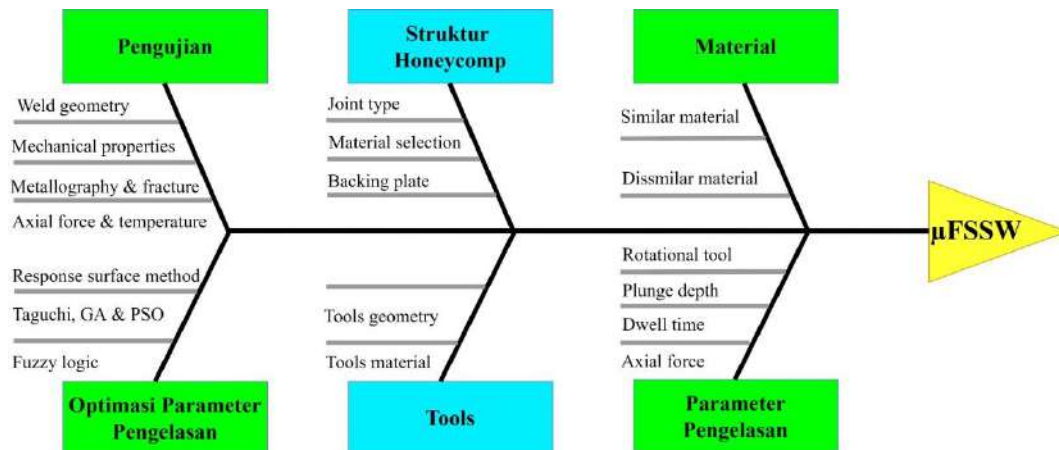 Pengujian
Struktur
Honeycomp
Material
Weld geometry
Mechanical properties
Metallography & fracture
Axial force & temperature
Joint type
Material selection
Backing plate
Similar material
Dissmilar material
µFSSW
Response surface method
Taguchi, GA & PSO
Fuzzy logic
Tools geometry
Tools material
Rotational tool
Plunge depth
Dwell time
Axial force
Optimasi Parameter
Pengelasan
Tools
Parameter
Pengelasan